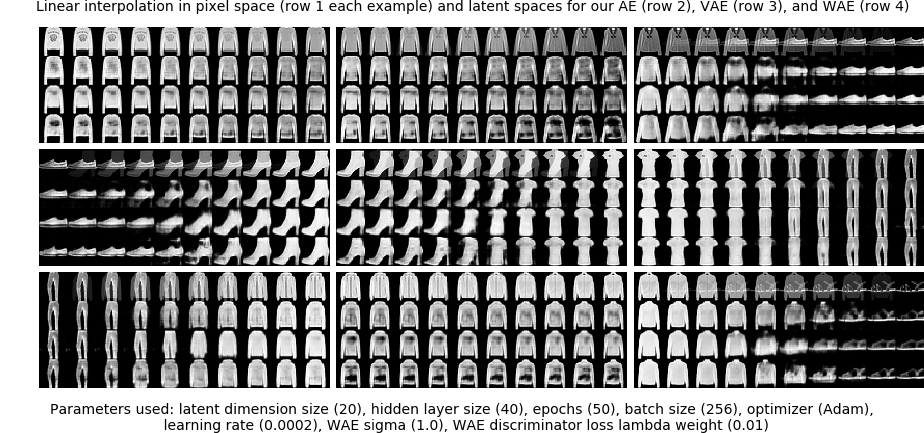 Linear interpolation in pixel space (row 1 each example) and latent spaces for our AE (row 2), VAE (row 3), and WAE (row 4)
Parameters used: latent dimension size (20), hidden layer size (40), epochs (50), batch size (256), optimizer (Adam),
learning rate (0.0002), WAE sigma (1.0), WAE discriminator loss lambda weight (0.01)